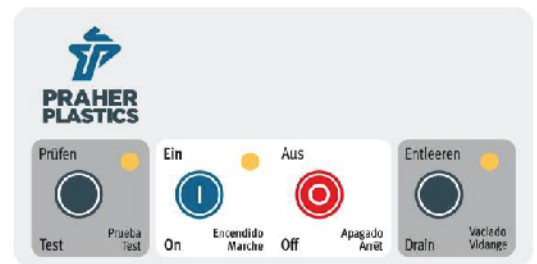 PRAHER
PLASTICS
Prüfen
Prueba
Test Test
Ein
Encendido
On Marche
Aus
Apagado
Off Arrêt
Entleeren
Vaciado
Drain Vidange